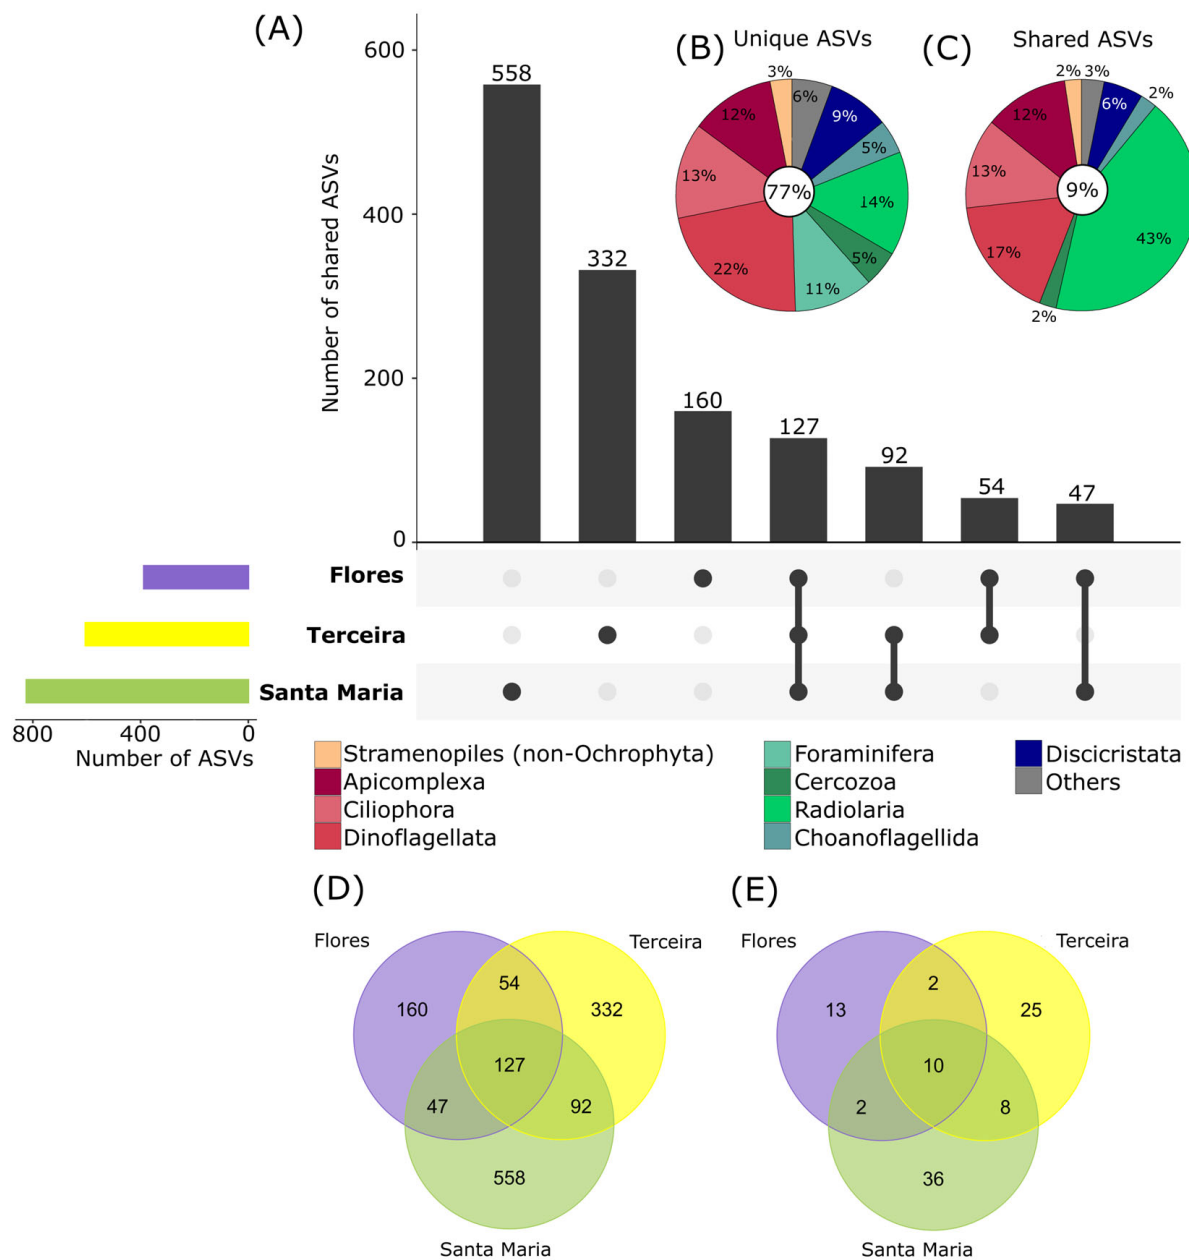 (A)
Number of shared ASVs
600
400
200
0
558
332
160
127
92
54
47
(B)
Unique ASVs
3%
6%
9%
5%
14%
5%
11%
22%
13%
12%
77%
(C)
Shared ASVs
2%
3%
6%
2%
43%
2%
17%
13%
12%
9%
Flores
Terceira
Santa Maria
800
400
0
Number of ASVs
Stramenopiles (non-Ochrophyta)
Apicomplexa
Ciliophora
Dinoflagellata
Foraminifera
Cercozoa
Radiolaria
Choanoflagellida
Discicristata
Others
(D)
Flores
Terceira
54
160
332
127
47
92
558
Santa Maria
(E)
Flores
Terceira
2
13
25
10
2
8
36
Santa Maria